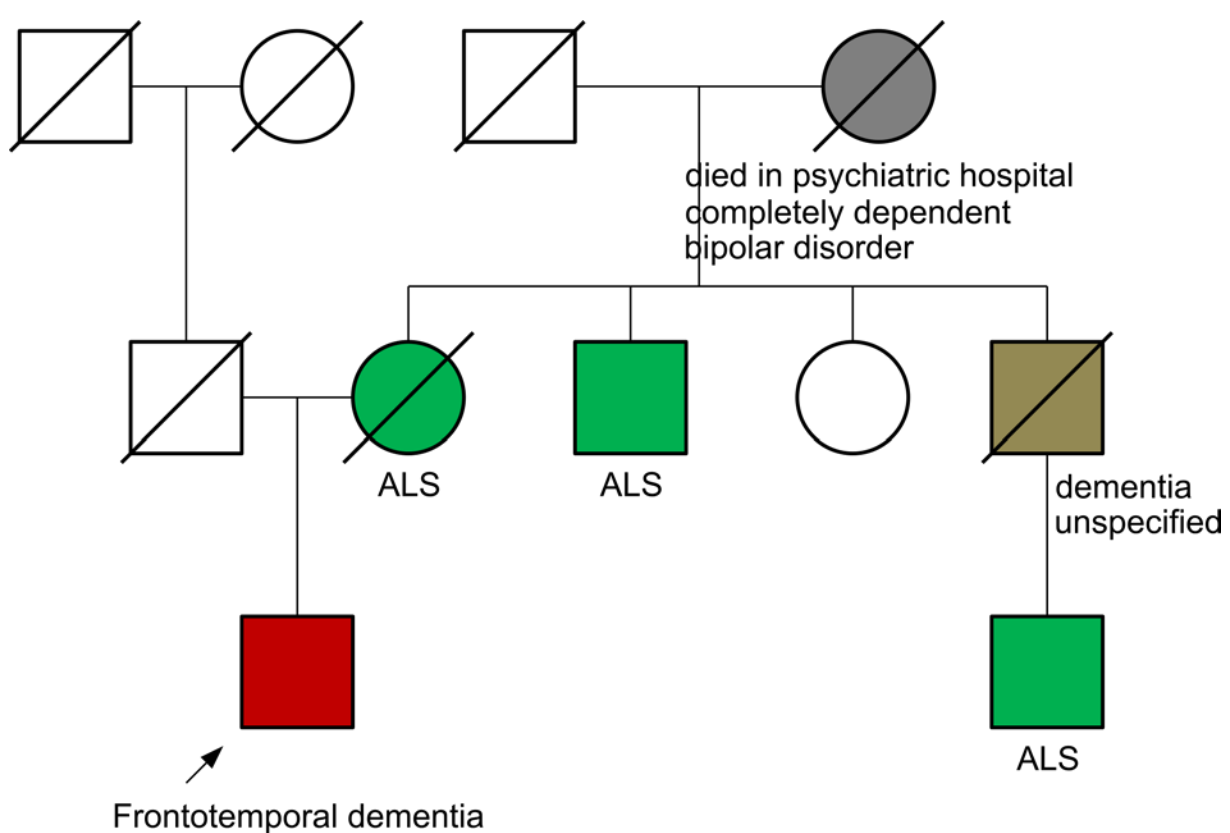 died in psychiatric hospital
completely dependent
bipolar disorder
ALS
ALS
dementia
unspecified
ALS
Frontotemporal dementia